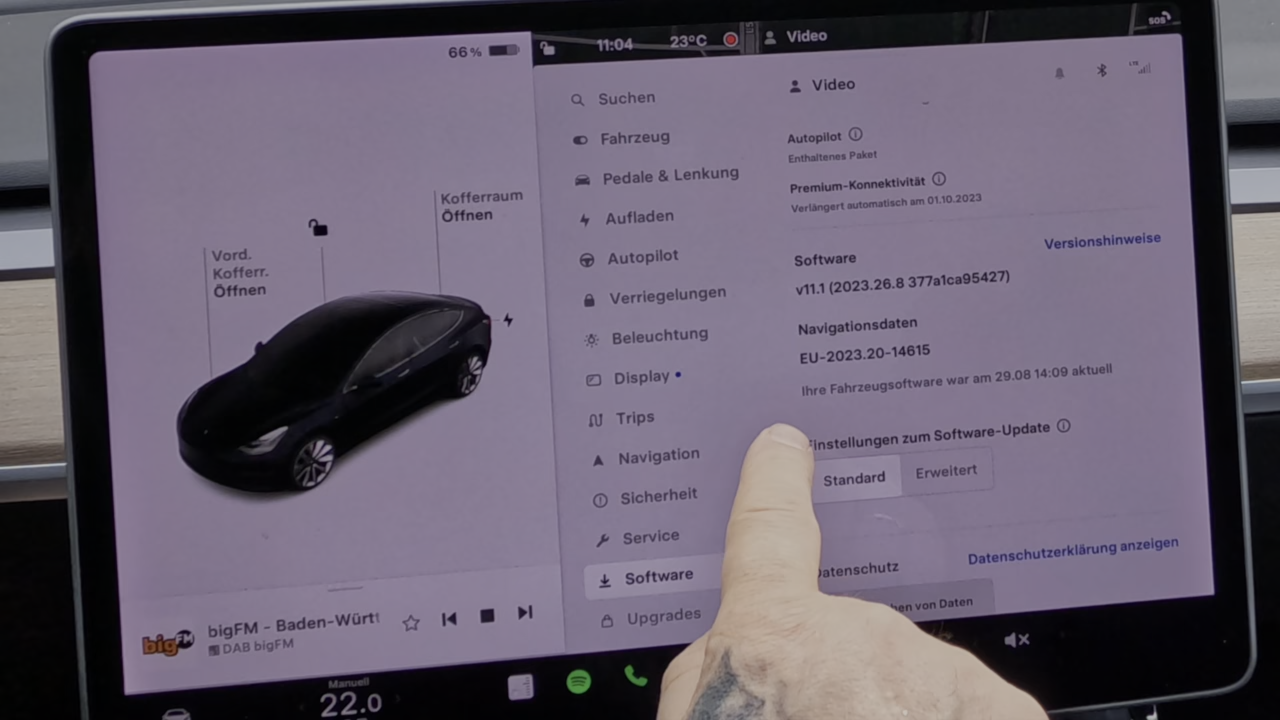 66 %
11:04
23°C
Video
SOS
Kofferraum
Öffnen
Vord.
Kofferr.
Öffnen
bigFM
bigFM - Baden-Würt
DAB bigFM
Suchen
Fahrzeug
Pedale & Lenkung
Aufladen
Autopilot
Verriegelungen
Beleuchtung
Display
Trips
Navigation
Sicherheit
Service
Software
Upgrades
Video
LTE
Autopilot
Enthaltenes Paket
Premium-Konnektivität
Verlängert automatisch am 01.10.2023
Software
Versionshinweise
v11.1 (2023.26.8 377a1ca95427)
Navigationsdaten
EU-2023.20-14615
Ihre Fahrzeugsoftware war am 29.08 14:09 aktuell
Einstellungen zum Software-Update
Standard
Erweitert
Datenschutz
Datenschutzerklärung anzeigen
von Daten
Manuell
22.0